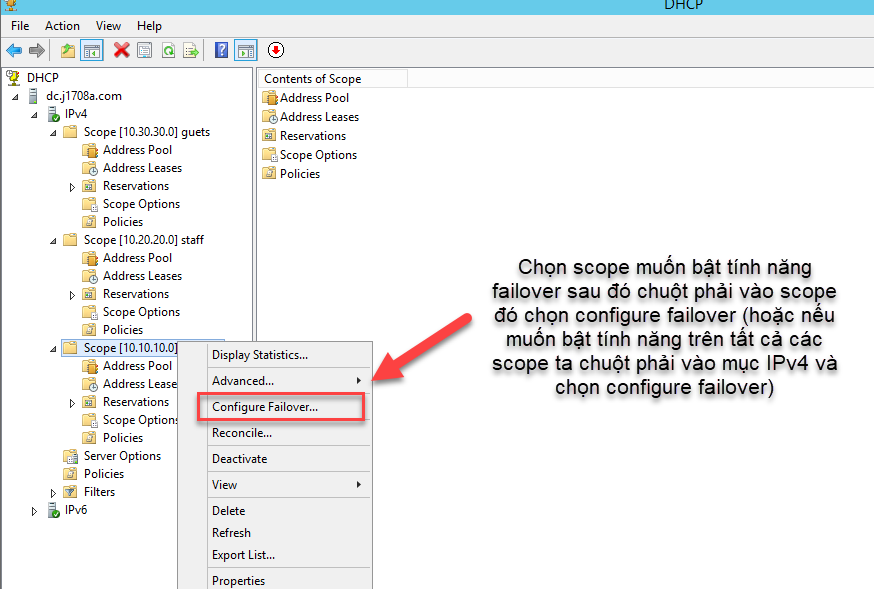 DHCP
File Action View Help
DHCP
dc.j1708a.com
IPv4
Scope [10.30.30.0] guets
Address Pool
Address Leases
Reservations
Scope Options
Policies
Scope [10.20.20.0] staff
Address Pool
Address Leases
Reservations
Scope Options
Policies
Scope [10.10.10.0]
Address Pool
Address Lease
Reservations
Scope Options
Policies
Server Options
Policies
Filters
IPv6
Contents of Scope
Address Pool
Address Leases
Reservations
Scope Options
Policies
Display Statistics...
Advanced...
Configure Failover...
Reconcile...
Deactivate
View
Delete
Refresh
Export List...
Properties
Chọn scope muốn bật tính năng
failover sau đó chuột phải vào scope
đó chọn configure failover (hoặc nếu
muốn bật tính năng trên tất cả các
scope ta chuột phải vào mục IPv4 và
chọn configure failover)